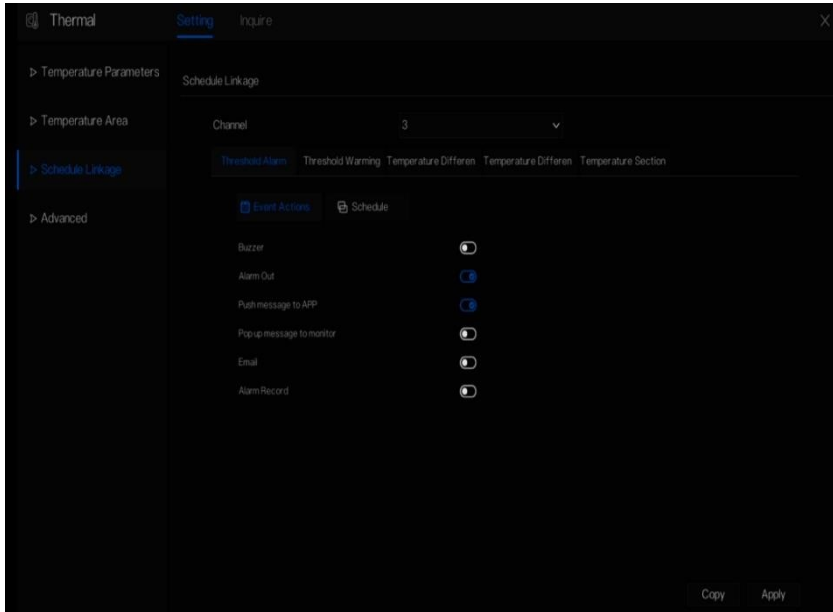 Thermal Setting Inquire X
Temperature Parameters
Schedule Linkage
Temperature Area
Channel 3
Threshold Alarm Threshold Warming Temperature Differen Temperature Differen Temperature Section
Schedule Linkage
Event Actions Schedule
Advanced
Buzzer
Alarm Out
Push message to APP
Pop up message to monitor
Email
Alarm Record
Copy Apply